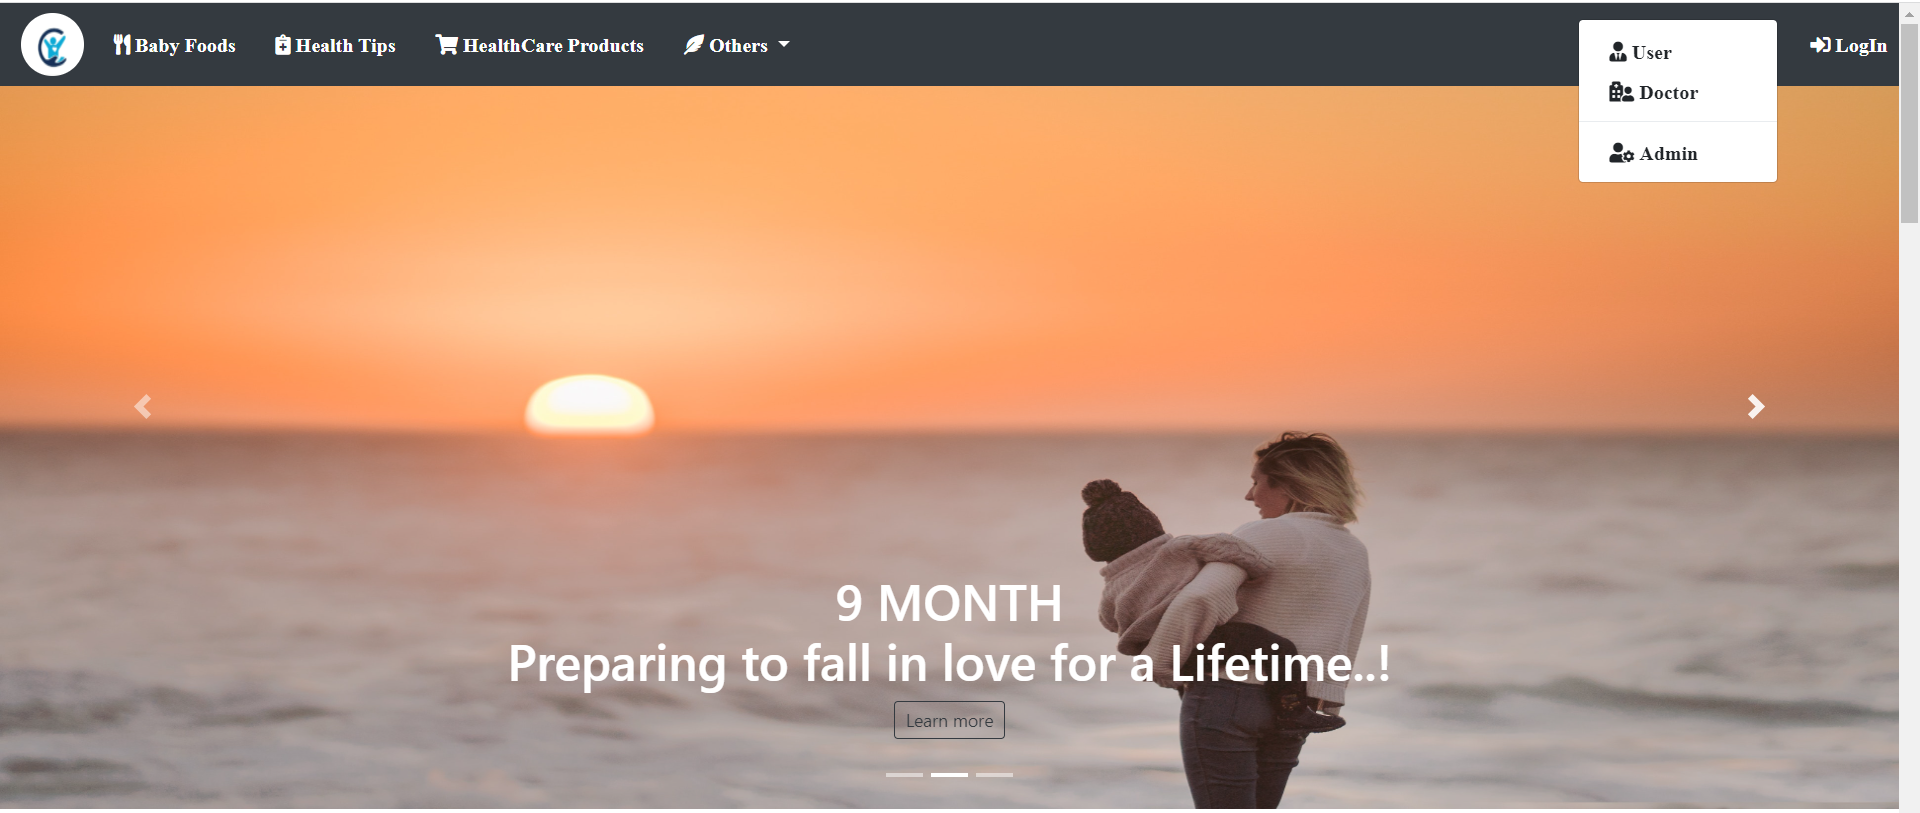 Baby Foods
Health Tips
HealthCare Products
Others
LogIn
User
Doctor
Admin
9 MONTH
Preparing to fall in love for a Lifetime..!
Learn more